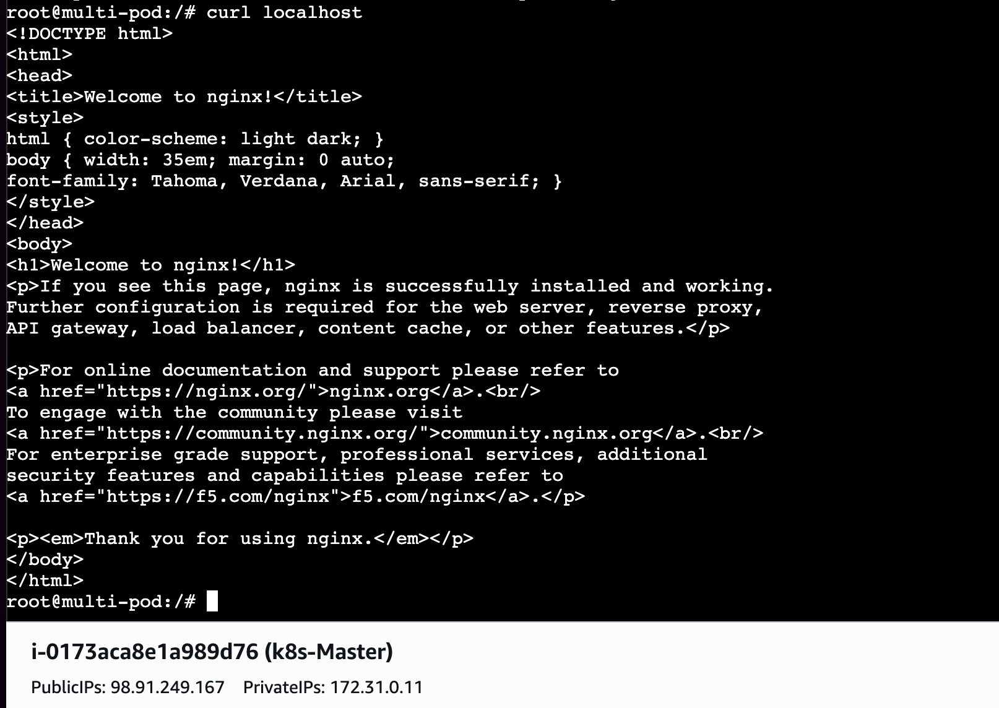 root@multi-pod:/# curl localhost
<!DOCTYPE html>
<html>
<head>
<title>Welcome to nginx!</title>
<style>
html { color-scheme: light dark; }
body { width: 35em; margin: 0 auto;
font-family: Tahoma, Verdana, Arial, sans-serif; }
</style>
</head>
<body>
<h1>Welcome to nginx!</h1>
<p>If you see this page, nginx is successfully installed and working.
Further configuration is required for the web server, reverse proxy,
API gateway, load balancer, content cache, or other features.</p>

<p>For online documentation and support please refer to
<a href="https://nginx.org/">nginx.org</a>.<br/>
To engage with the community please visit
<a href="https://community.nginx.org/">community.nginx.org</a>.<br/>
For enterprise grade support, professional services, additional
security features and capabilities please refer to
<a href="https://f5.com/nginx">f5.com/nginx</a>.</p>

<p><em>Thank you for using nginx.</em></p>
</body>
</html>
root@multi-pod:/#
i-0173aca8e1a989d76 (k8s-Master)
PublicIPs: 98.91.249.167 PrivateIPs: 172.31.0.11